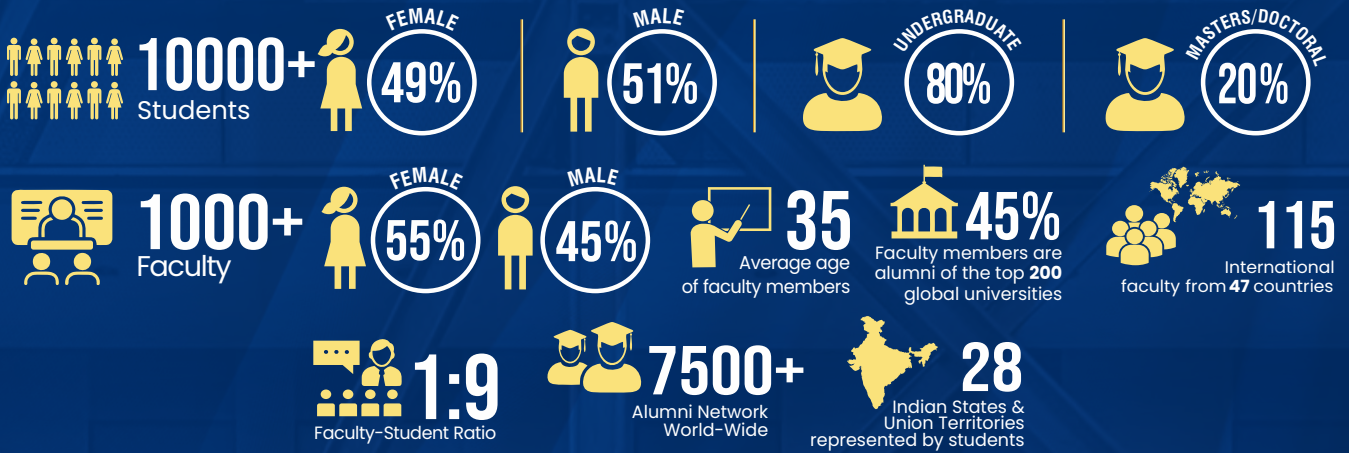 10000+
Students
FEMALE
49%
MALE
51%
UNDERGRADUATE
80%
MASTERS/DOCTORAL
20%
1000+
Faculty
FEMALE
55%
MALE
45%
35
Average age
of faculty members
45%
Faculty members are
alumni of the top 200
global universities
115
International
faculty from 47 countries
1:9
Faculty-Student Ratio
7500+
Alumni Network
World-Wide
28
Indian States &
Union Territories
represented by students